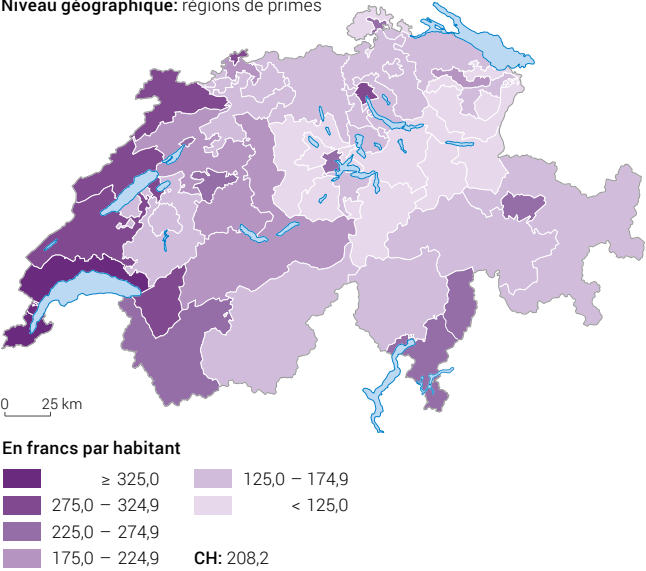 Niveau géographique: régions de primes
0 25 km
En francs par habitant
≥ 325,0
275,0 – 324,9
225,0 – 274,9
175,0 – 224,9
125,0 – 174,9
< 125,0
CH: 208,2